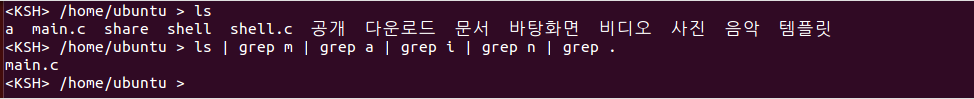 <KSH> /home/ubuntu > ls
a  main.c  share  shell  shell.c  공개  다운로드  문서  바탕화면  비디오  사진  음악  템플릿
<KSH> /home/ubuntu > ls | grep m | grep a | grep i | grep n | grep .
main.c
<KSH> /home/ubuntu >